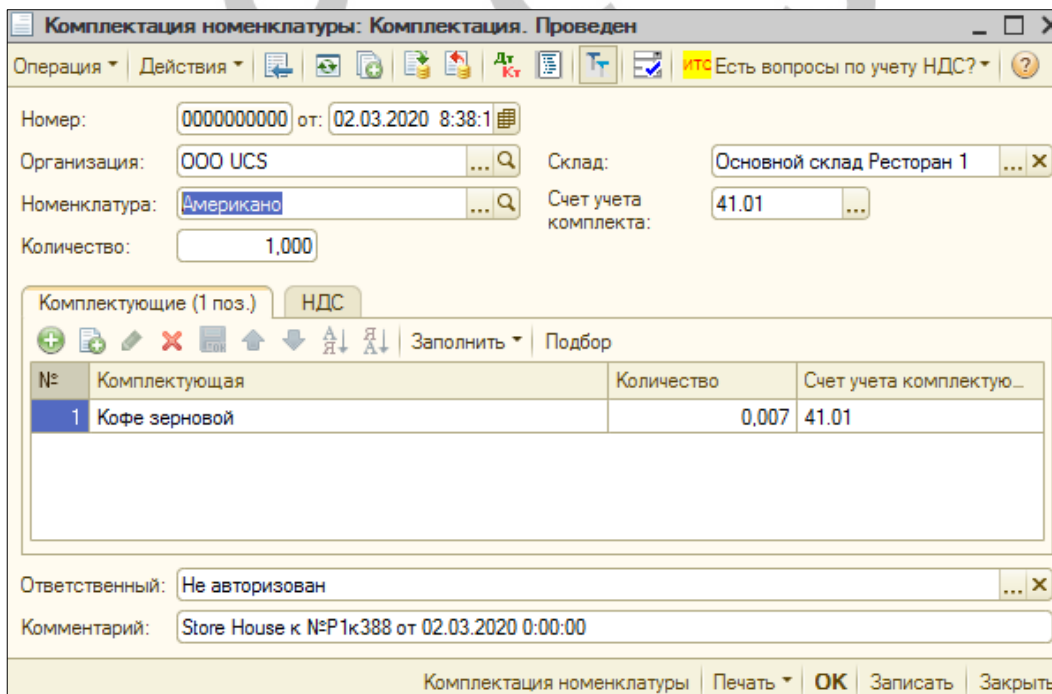 Комплектация номенклатуры: Комплектация. Проведен
Операция Действия Дт Кт Тт ИТС Есть вопросы по учету НДС? ?
Номер: 0000000000 от: 02.03.2020 8:38:1
Организация: ООО UCS ... Склад: Основной склад Ресторан 1 ...
Номенклатура: Американо ... Счет учета комплекта: 41.01 ...
Количество: 1,000
Комплектующие (1 поз.) НДС
Заполнить Подбор
№ Комплектующая Количество Счет учета комплектую...
1 Кофе зерновой 0,007 41.01
Ответственный: Не авторизован ...
Комментарий: Store House к №Р1к388 от 02.03.2020 0:00:00
Комплектация номенклатуры Печать OK Записать Закрыть